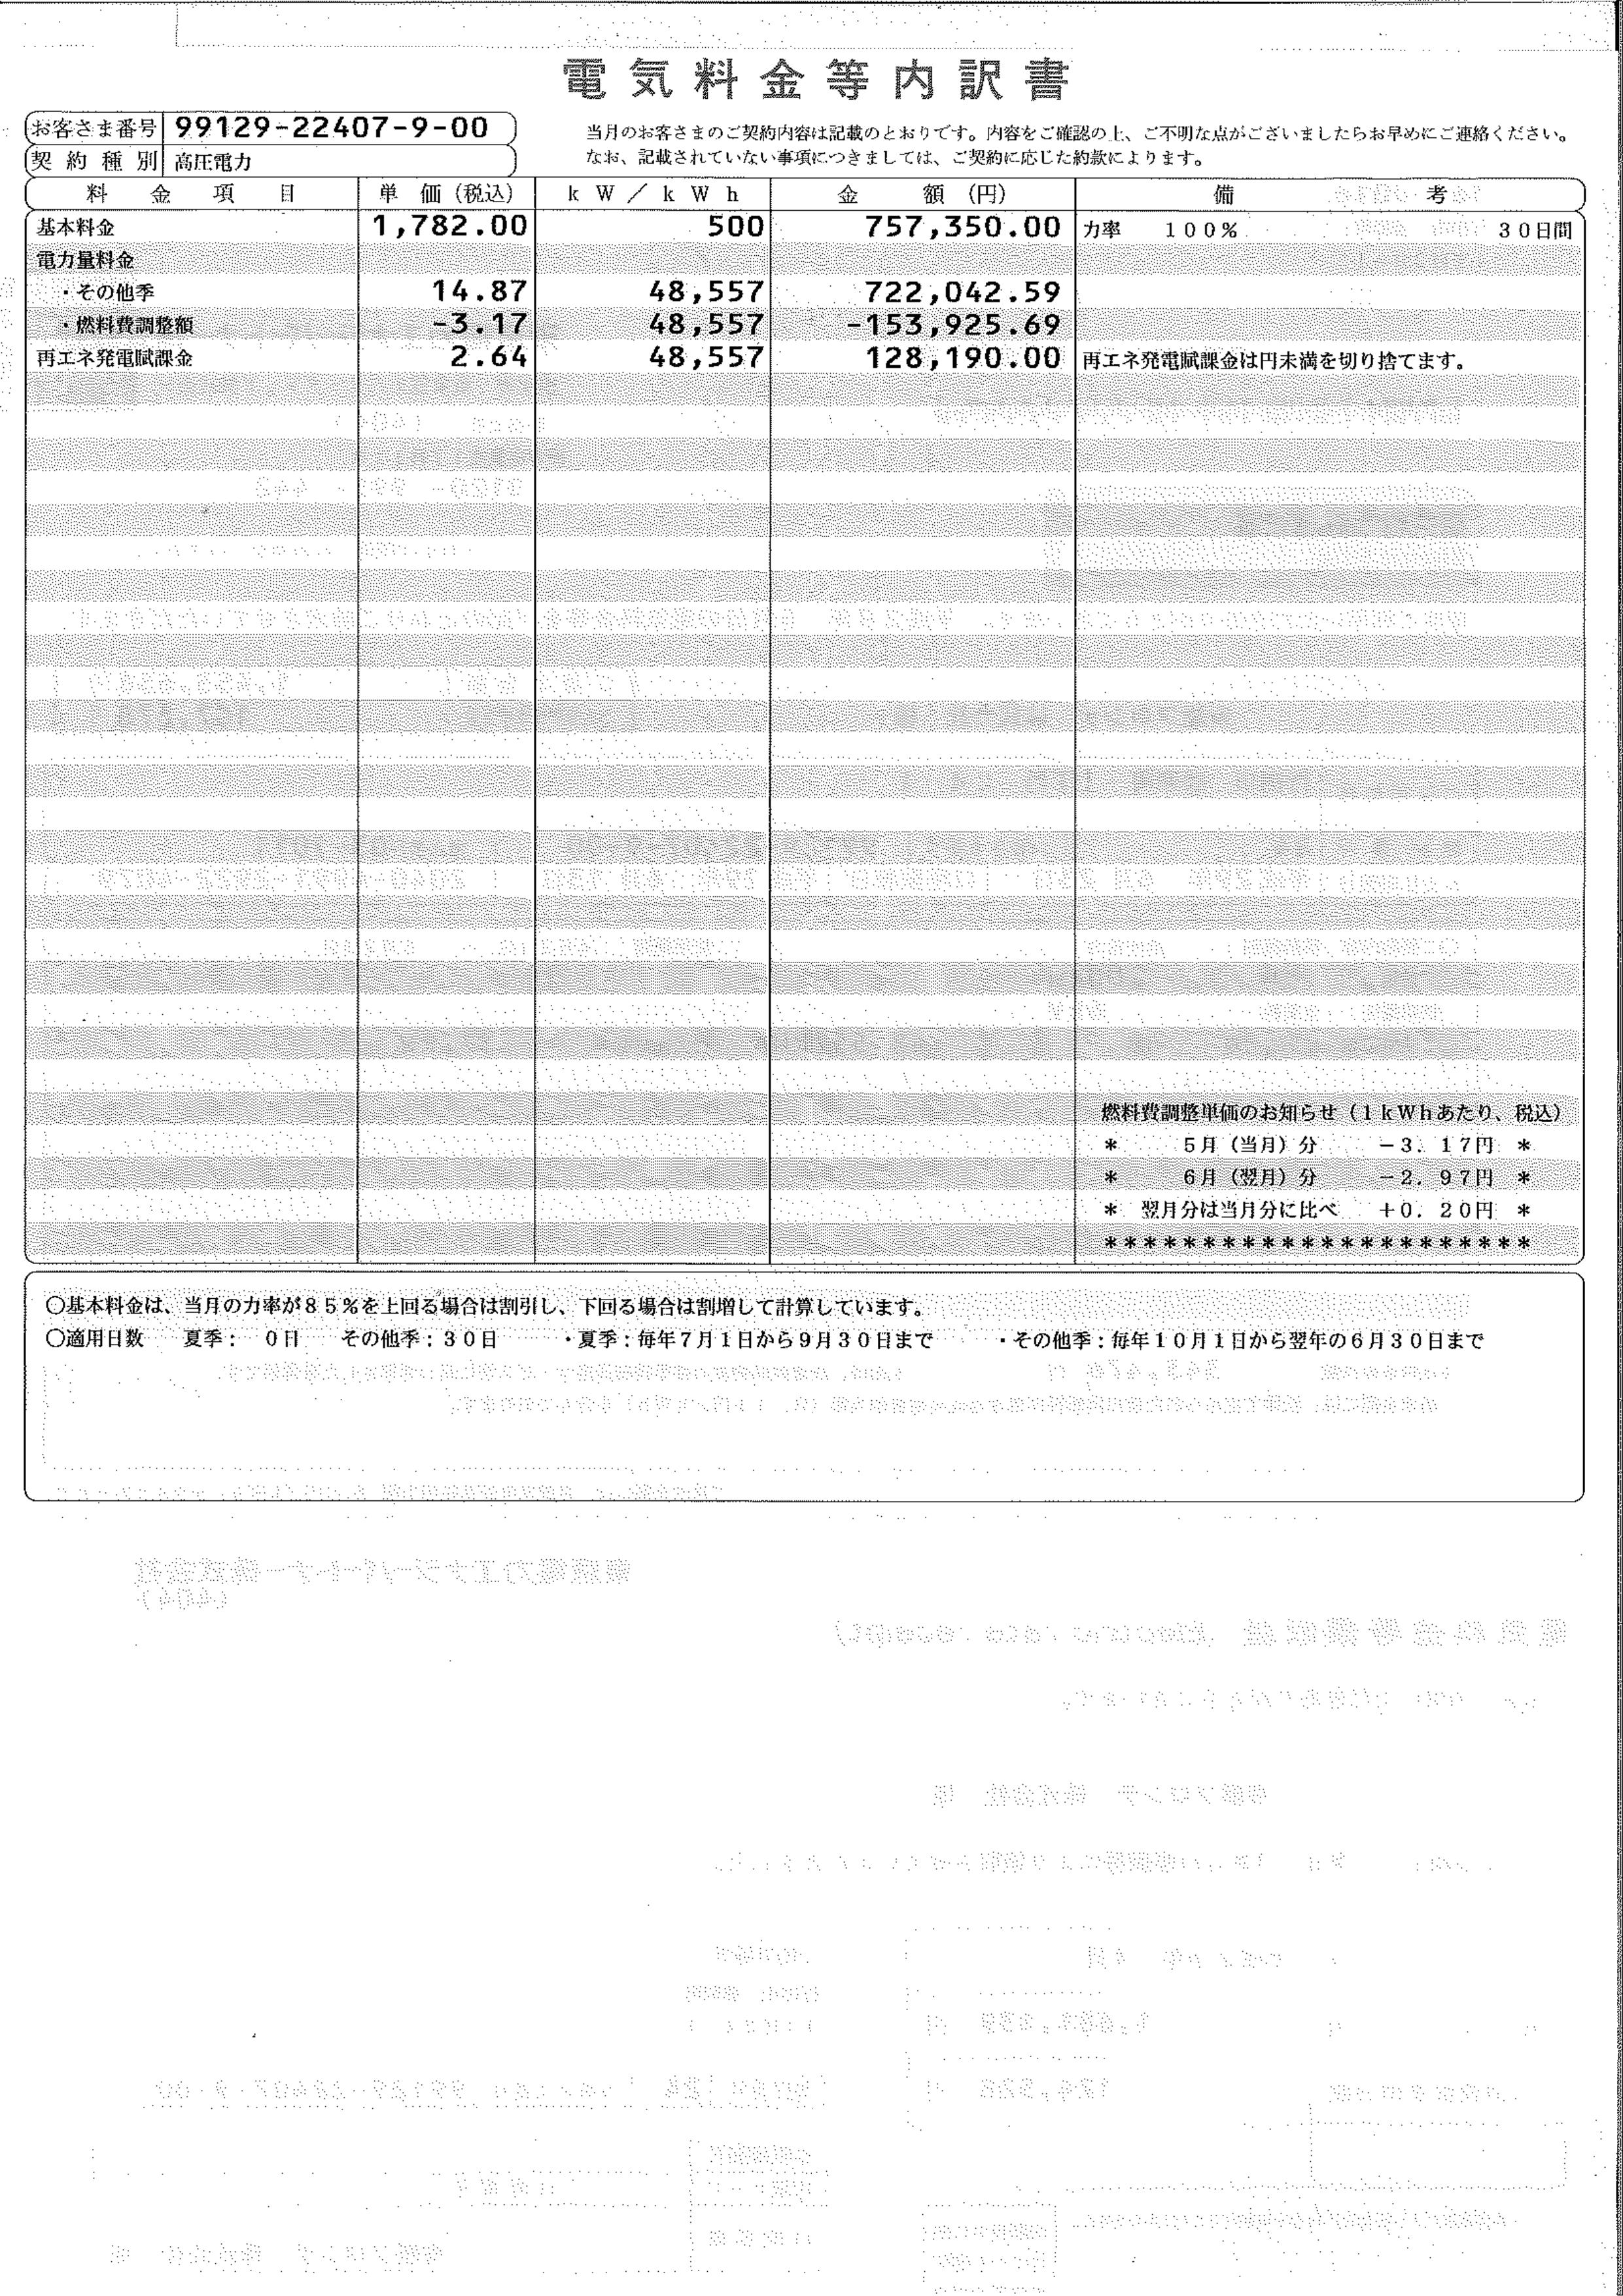 電気料金等内訳書
お客さま番号 99129-22407-9-00
契約種別 高圧電力
当月のお客さまのご契約内容は記載のとおりです。内容をご確認の上、ご不明な点がございましたらお早めにご連絡ください。
なお、記載されていない事項につきましては、ご契約に応じた約款によります。
料金項目 単価(税込) kW/kWh 金額(円) 備考
基本料金 1,782.00 500 757,350.00 力率 100% 30日間
電力量料金
・その他季 14.87 48,557 722,042.59
・燃料費調整額 -3.17 48,557 -153,925.69
再エネ発電賦課金 2.64 48,557 128,190.00 再エネ発電賦課金は円未満を切り捨てます。
燃料費調整単価のお知らせ(1kWhあたり、税込)
* 5月(当月)分 -3.17円 *
* 6月(翌月)分 -2.97円 *
* 翌月分は当月分に比べ +0.20円 *
**********************
○基本料金は、当月の力率が85%を上回る場合は割引し、下回る場合は割増して計算しています。
○適用日数 夏季: 0日 その他季:30日 ・夏季:毎年7月1日から9月30日まで ・その他季:毎年10月1日から翌年の6月30日まで